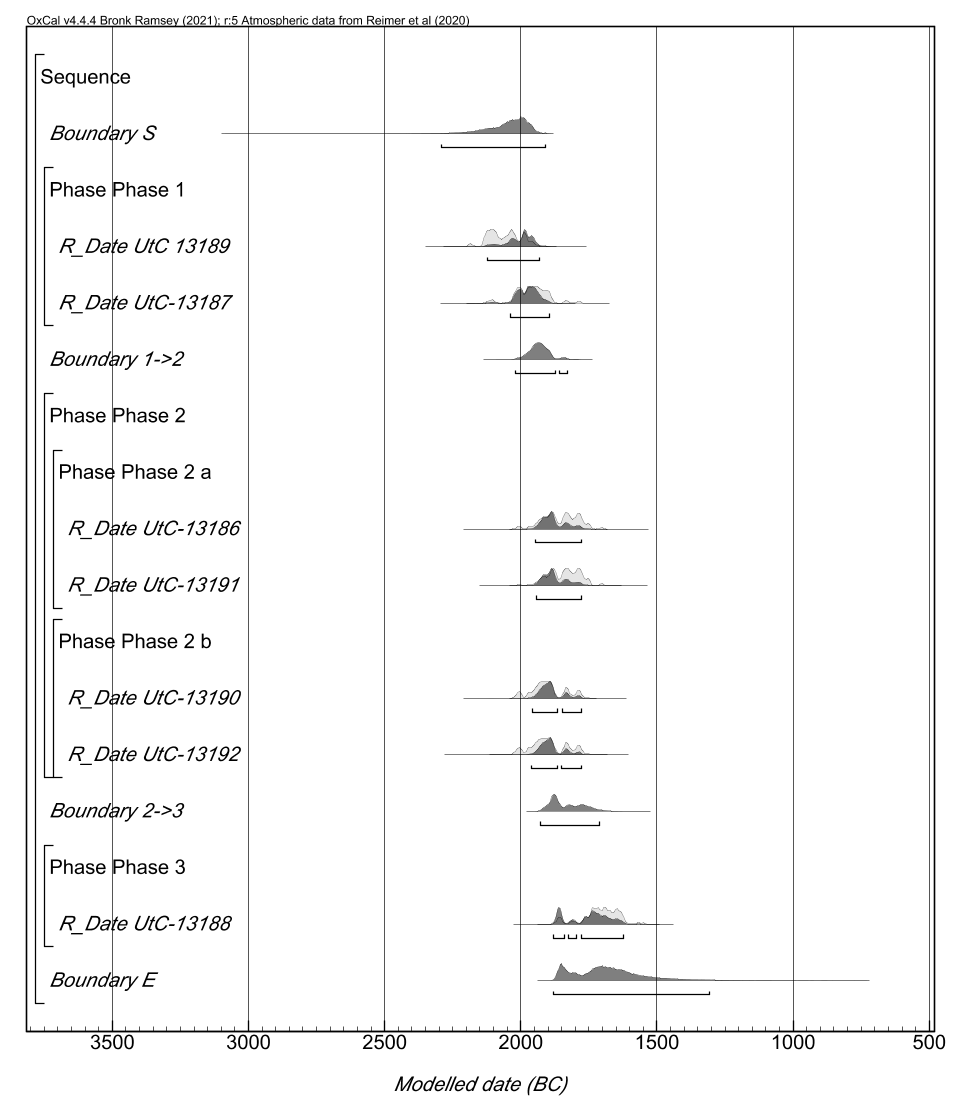 OxCal v4.4.4 Bronk Ramsey (2021); r:5 Atmospheric data from Reimer et al (2020)
Sequence
Boundary S
Phase Phase 1
R_Date UtC 13189
R_Date UtC-13187
Boundary 1->2
Phase Phase 2
Phase Phase 2 a
R_Date UtC-13186
R_Date UtC-13191
Phase Phase 2 b
R_Date UtC-13190
R_Date UtC-13192
Boundary 2->3
Phase Phase 3
R_Date UtC-13188
Boundary E
3500 3000 2500 2000 1500 1000 500
Modelled date (BC)